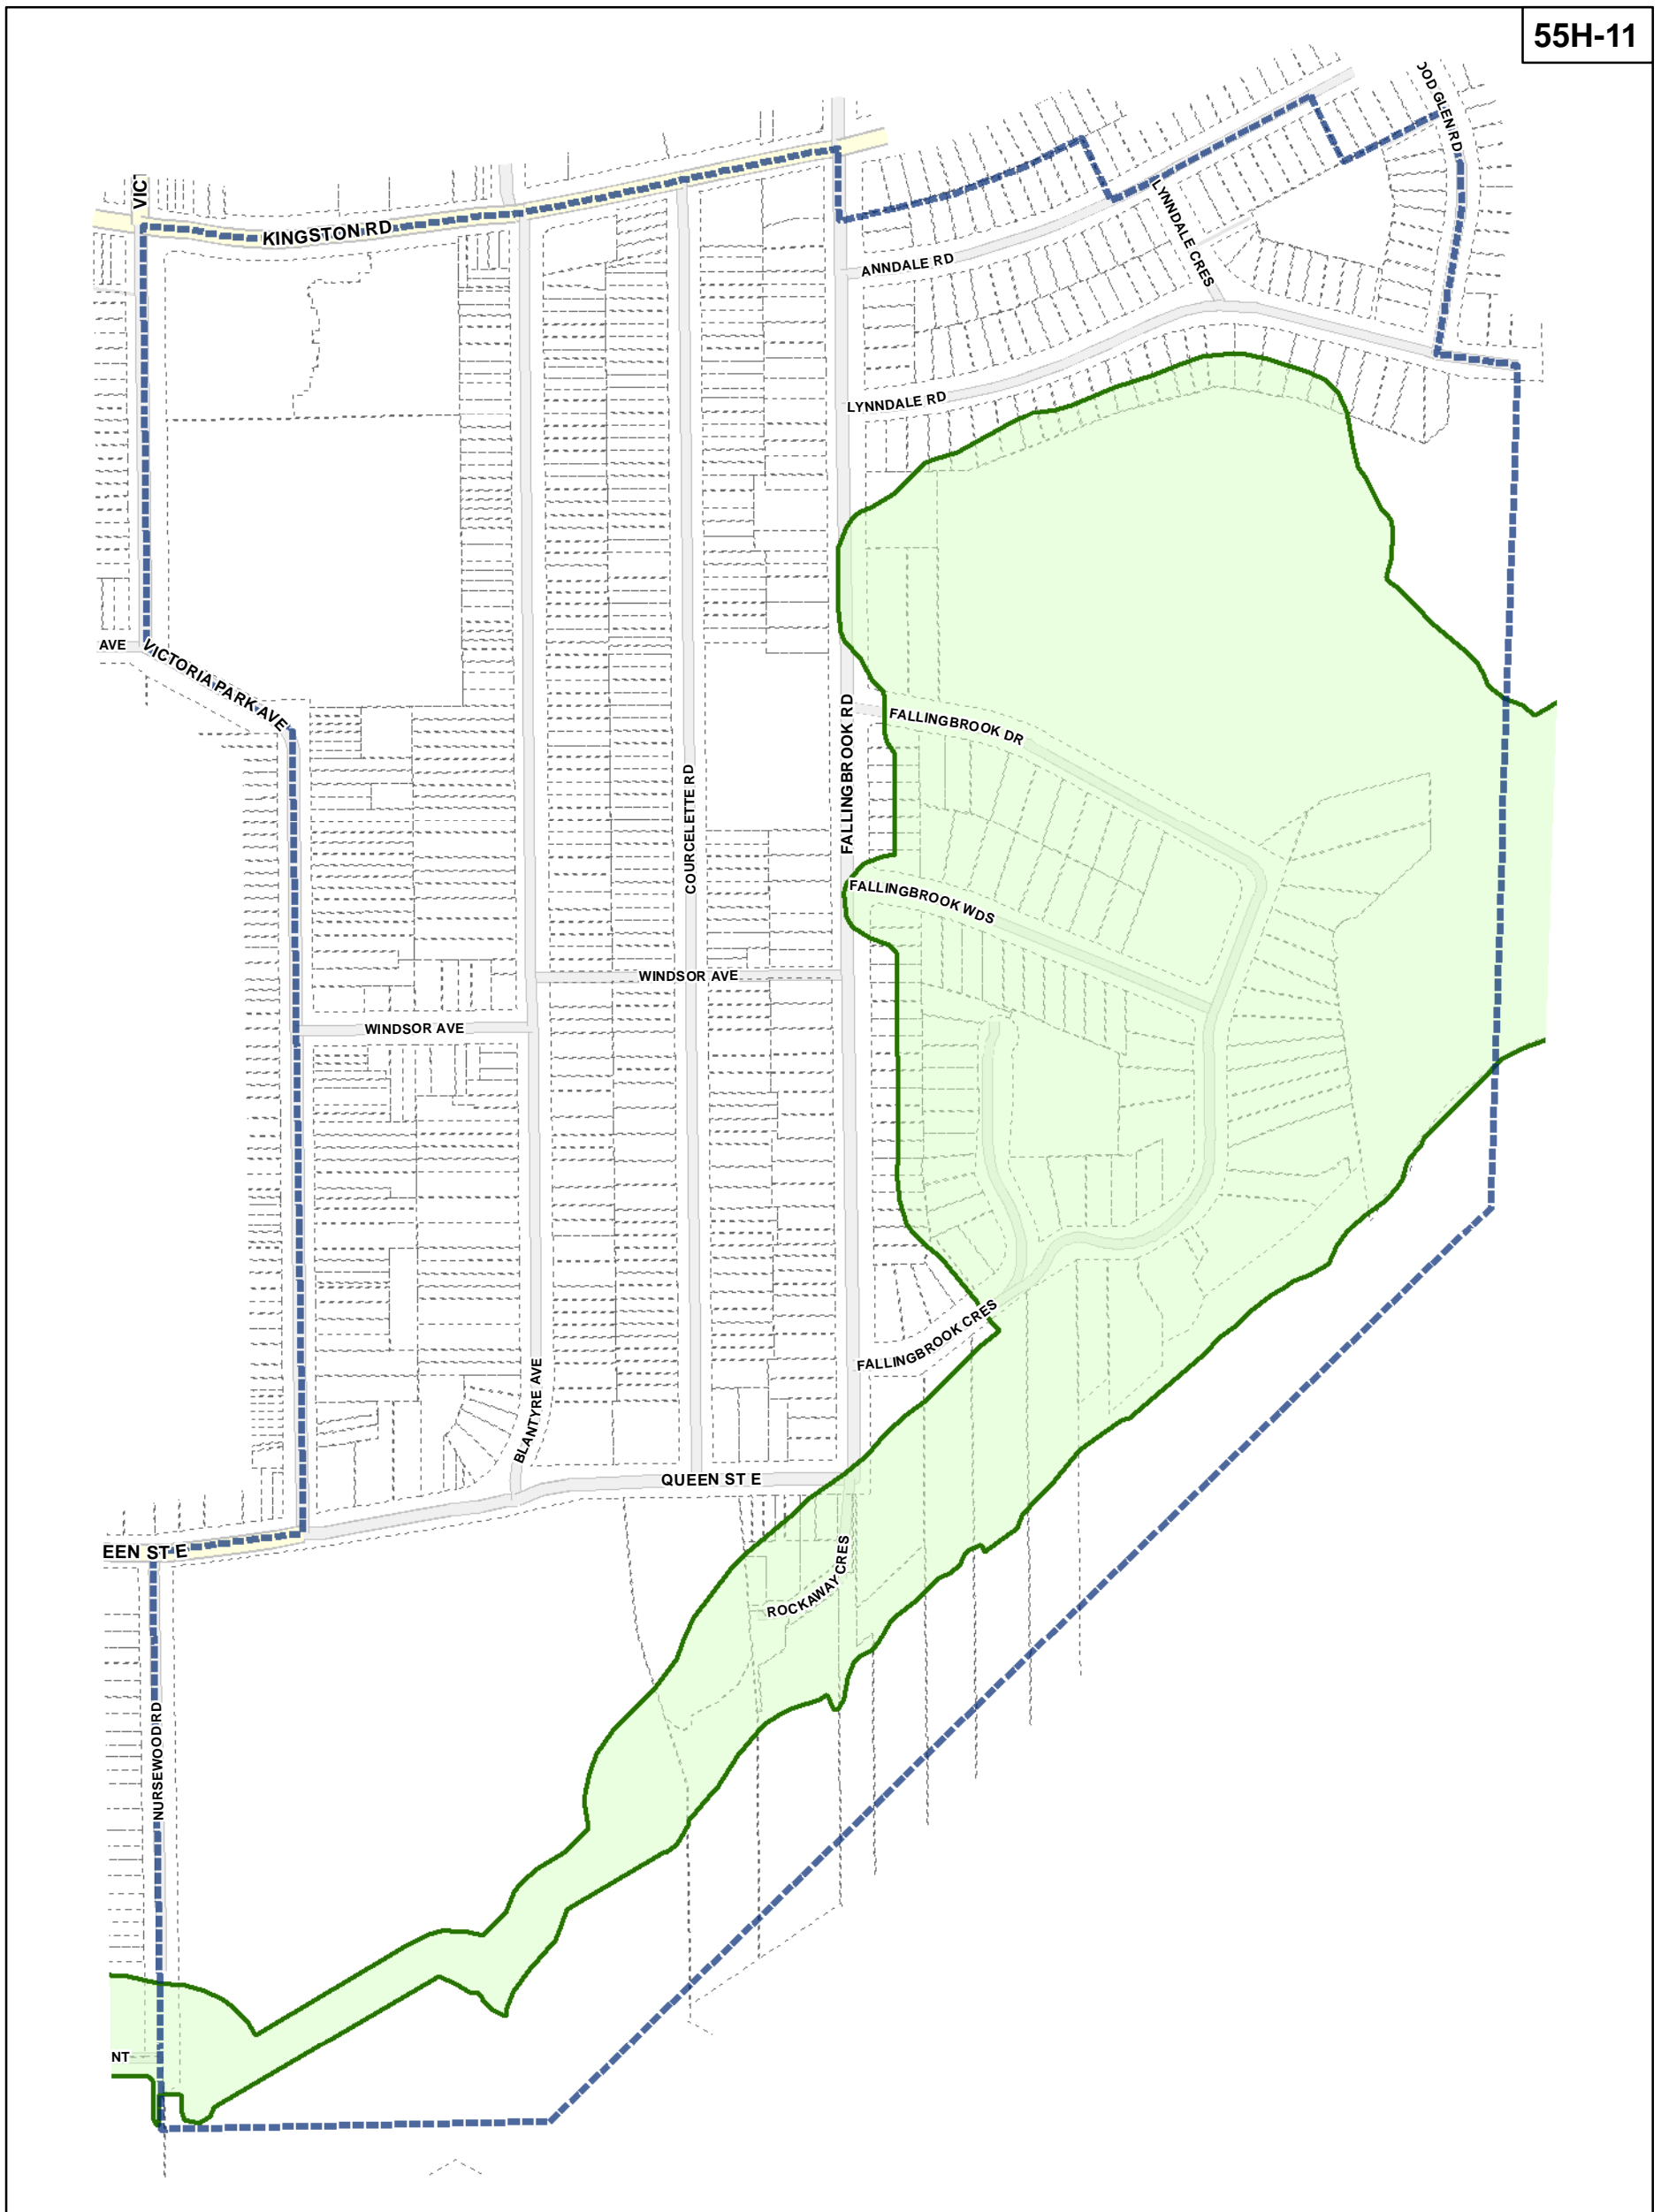 55H-11
OOD GLEN RD
VICT
KINGSTON RD
LYNNDALE CRES
ANNDALE RD
LYNNDALE RD
AVE
VICTORIA PARK AVE
FALLINGBROOK RD
FALLINGBROOK DR
COURCELETTE RD
FALLINGBROOK WDS
WINDSOR AVE
WINDSOR AVE
FALLINGBROOK CRES
BLANTYRE AVE
QUEEN ST E
EEN ST E
ROCKAWAY CRES
NURSEWOOD RD
NT